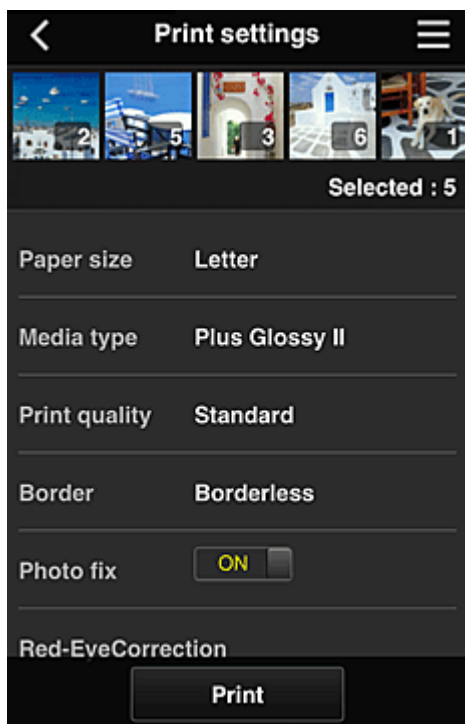 Print settings
2 5 3 6 1
Selected : 5
Paper size Letter
Media type Plus Glossy II
Print quality Standard
Border Borderless
Photo fix ON
Red-EyeCorrection
Print